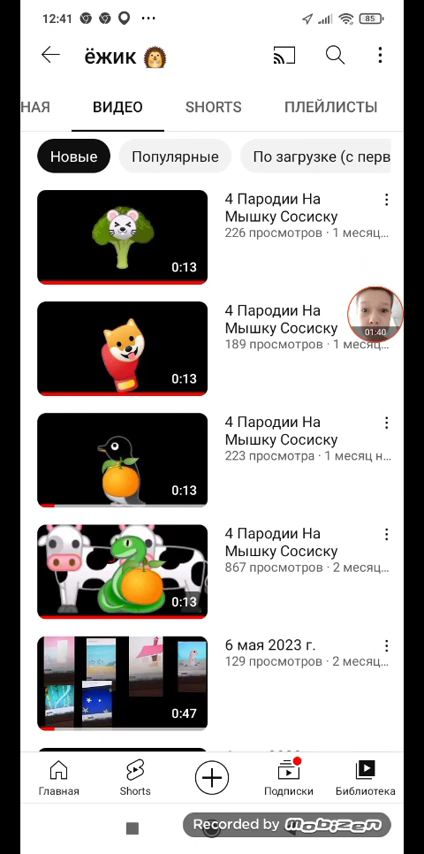 12:41
85
ёжик
НАЯ ВИДЕО SHORTS ПЛЕЙЛИСТЫ
Новые Популярные По загрузке (с перв
4 Пародии На
Мышку Сосиску
226 просмотров · 1 месяц...
0:13
4 Пародии На
Мышку Сосиску
189 просмотров · 1 месяц...
0:13
01:40
4 Пародии На
Мышку Сосиску
223 просмотра · 1 месяц н...
0:13
4 Пародии На
Мышку Сосиску
867 просмотров · 2 месяц...
0:13
6 мая 2023 г.
129 просмотров · 2 месяц...
0:47
Главная Shorts Подписки Библиотека
Recorded by mobizen